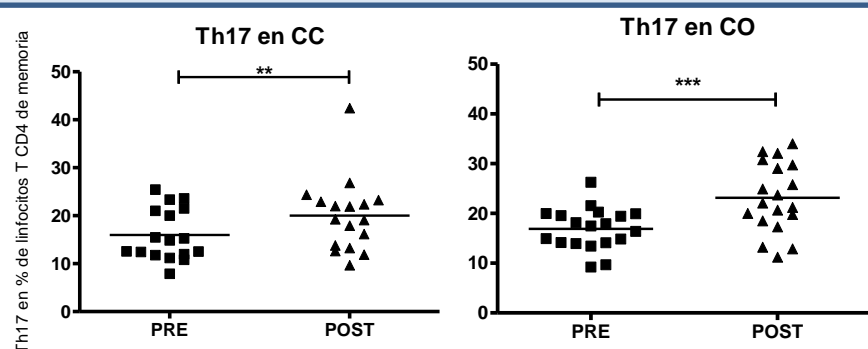 Th17 en CC
Th17 en % de linfocitos T CD4 de memoria
50
40
30
20
10
0
**
PRE
POST
Th17 en CO
50
40
30
20
10
0
***
PRE
POST